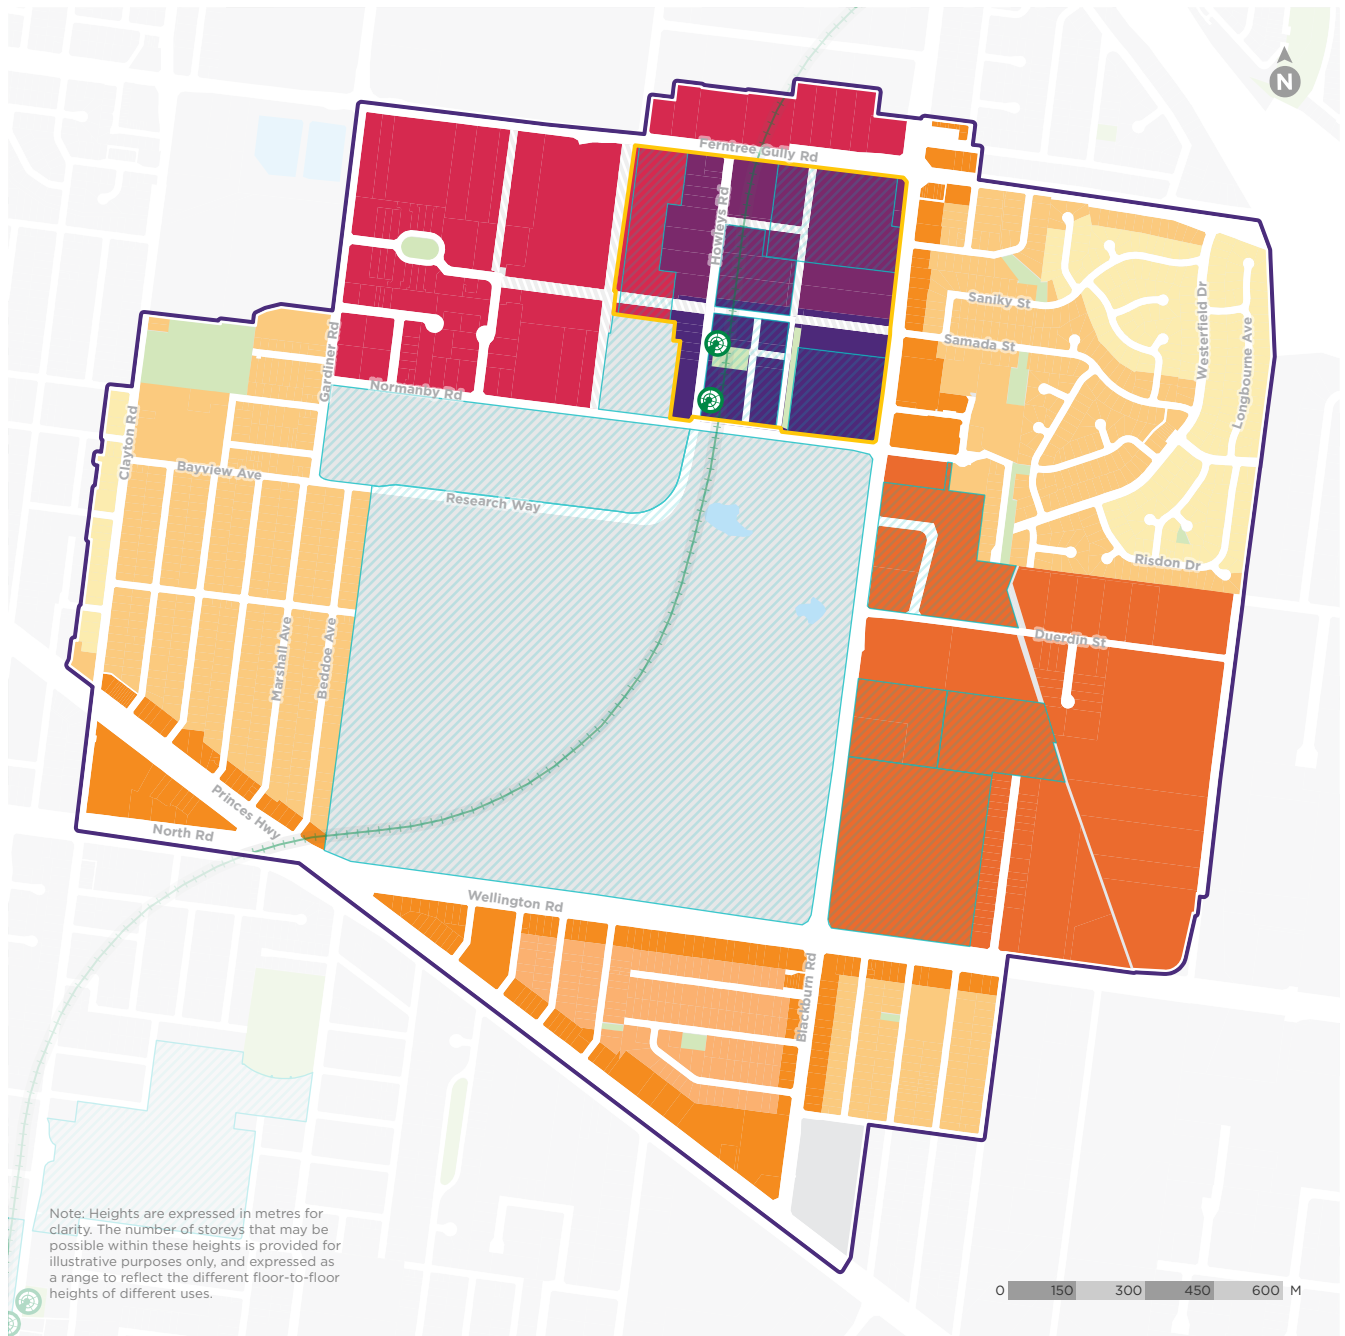 N
Ferntree Gully Rd
Howleys Rd
Saniky St
Samada St
Westerfield Dr
Longbourne Ave
Gardiner Rd
Normanby Rd
Clayton Rd
Bayview Ave
Research Way
Risdon Dr
Duerdin St
Marshall Ave
Beddoe Ave
Princes Hwy
North Rd
Wellington Rd
Blackburn Rd
Note: Heights are expressed in metres for
clarity. The number of storeys that may be
possible within these heights is provided for
illustrative purposes only, and expressed as
a range to reflect the different floor-to-floor
heights of different uses.
0 150 300 450 600 M